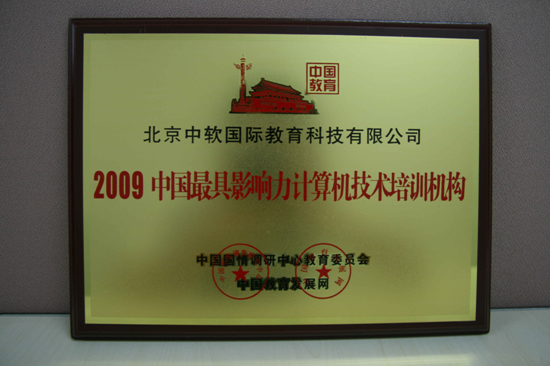 中国
教育
北京中软国际教育科技有限公司
2009 中国最具影响力计算机技术培训机构
中国国情调研中心教育委员会
中国教育发展网